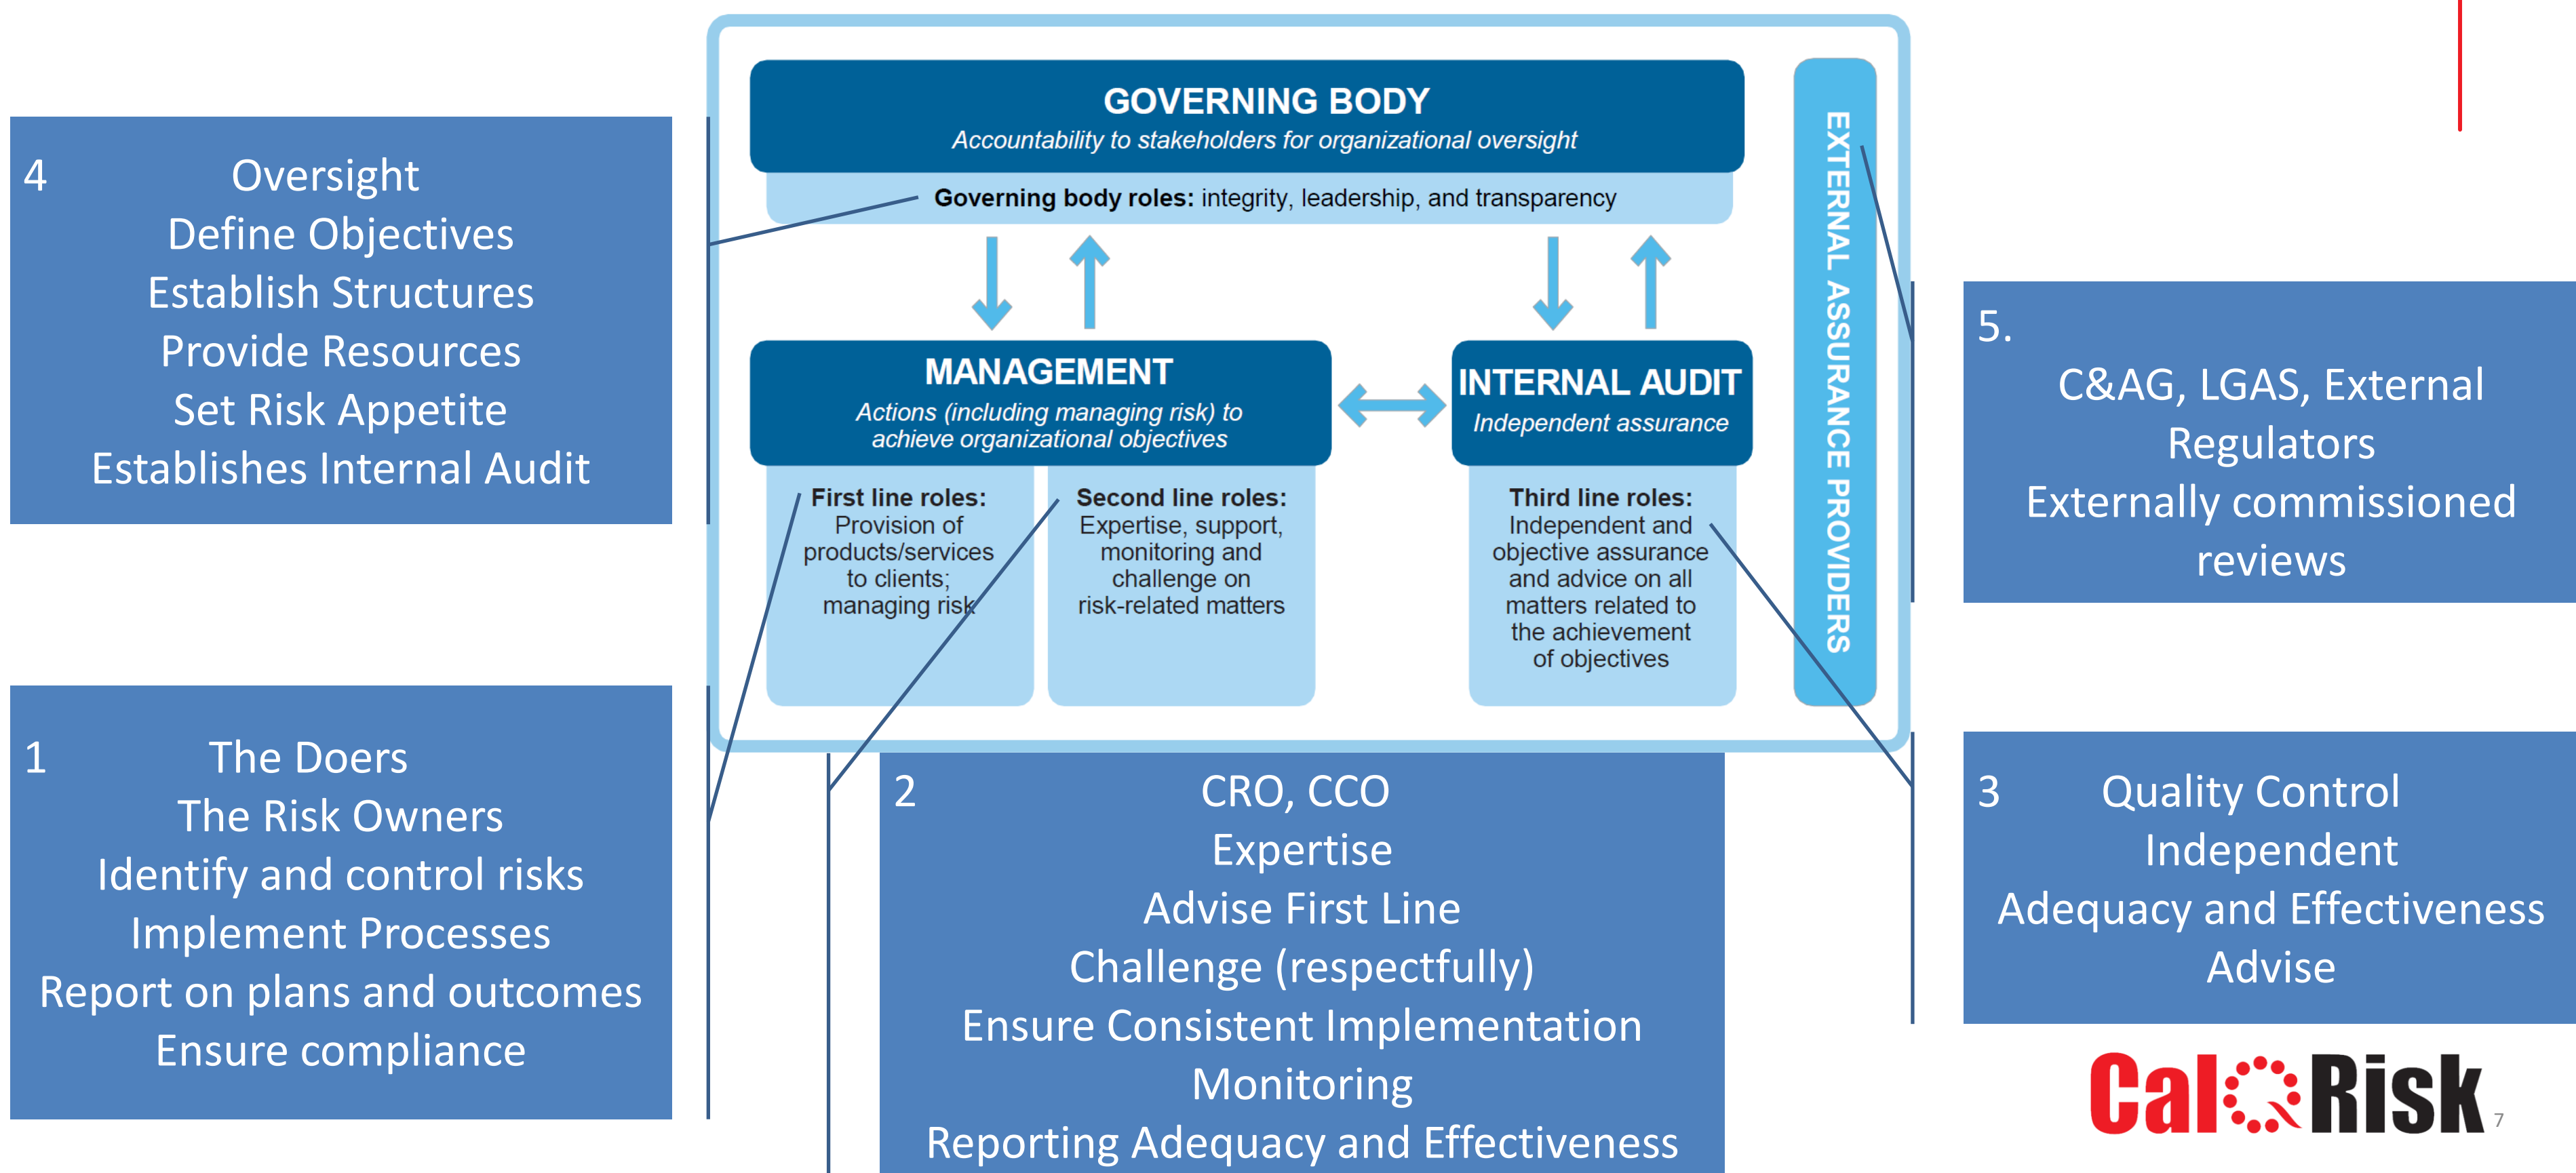 GOVERNING BODY
Accountability to stakeholders for organizational oversight
Governing body roles: integrity, leadership, and transparency
MANAGEMENT
Actions (including managing risk) to
achieve organizational objectives
INTERNAL AUDIT
Independent assurance
First line roles:
Provision of
products/services
to clients;
managing risk
Second line roles:
Expertise, support,
monitoring and
challenge on
risk-related matters
Third line roles:
Independent and
objective assurance
and advice on all
matters related to
the achievement
of objectives
EXTERNAL ASSURANCE PROVIDERS
4 Oversight
Define Objectives
Establish Structures
Provide Resources
Set Risk Appetite
Establishes Internal Audit
1 The Doers
The Risk Owners
Identify and control risks
Implement Processes
Report on plans and outcomes
Ensure compliance
2 CRO, CCO
Expertise
Advise First Line
Challenge (respectfully)
Ensure Consistent Implementation
Monitoring
Reporting Adequacy and Effectiveness
5.
C&AG, LGAS, External
Regulators
Externally commissioned
reviews
3 Quality Control
Independent
Adequacy and Effectiveness
Advise
CalQRisk
7